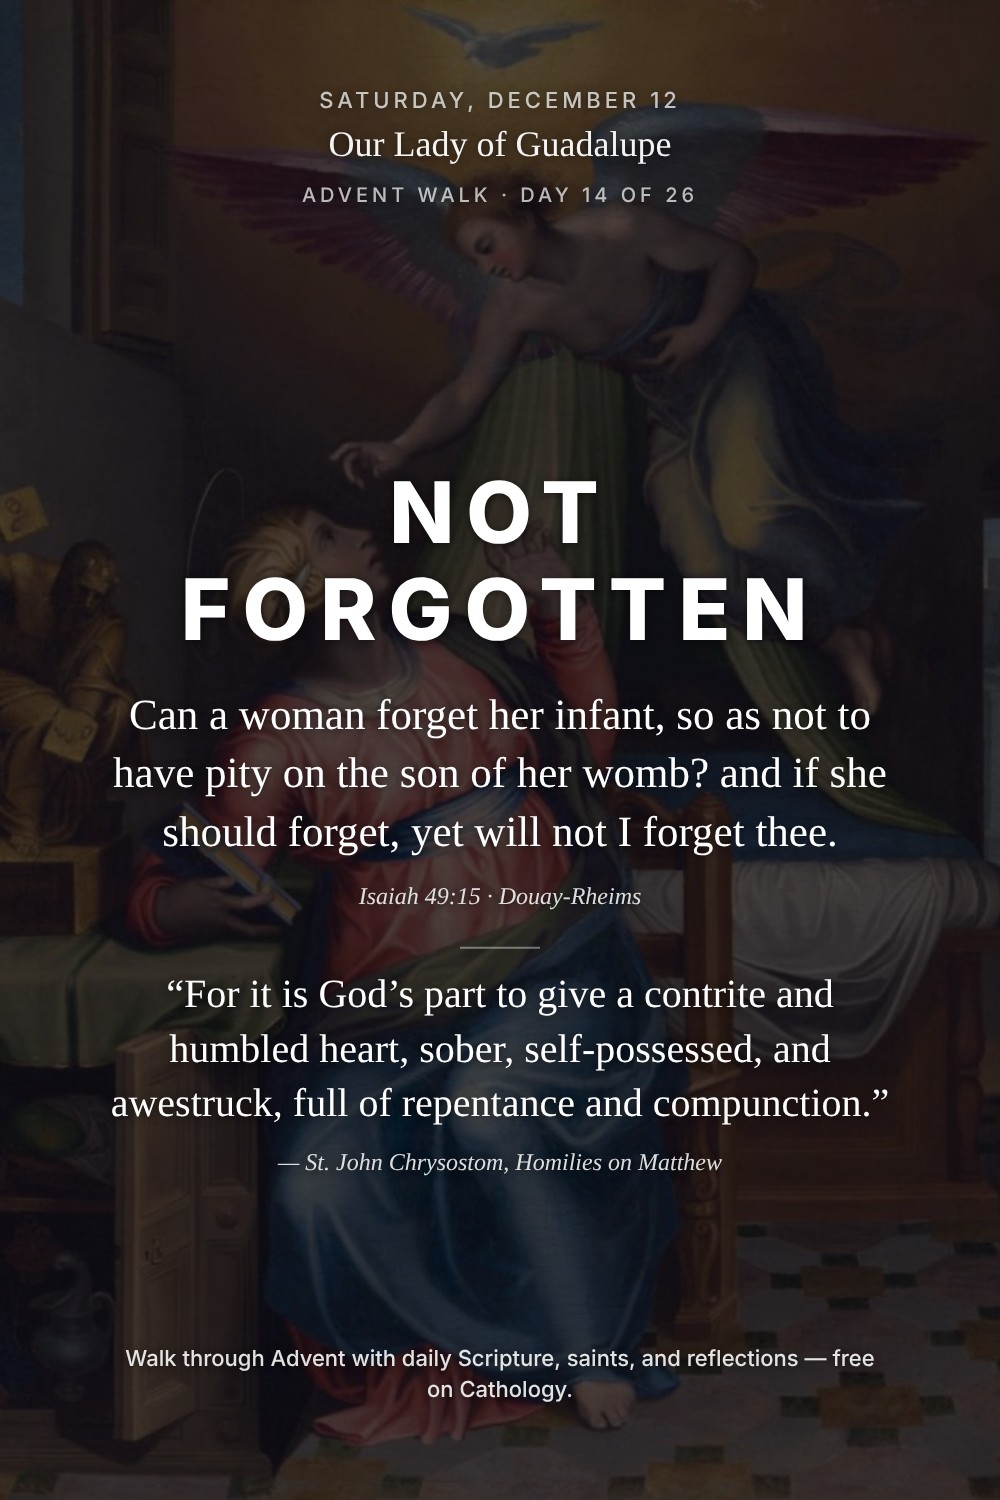 SATURDAY, DECEMBER 12
Our Lady of Guadalupe
ADVENT WALK · DAY 14 OF 26
NOT
FORGOTTEN
Can a woman forget her infant, so as not to
have pity on the son of her womb? and if she
should forget, yet will not I forget thee.
Isaiah 49:15 · Douay-Rheims
“For it is God’s part to give a contrite and
humbled heart, sober, self-possessed, and
awestruck, full of repentance and compunction.”
— St. John Chrysostom, Homilies on Matthew
Walk through Advent with daily Scripture, saints, and reflections — free
on Cathology.